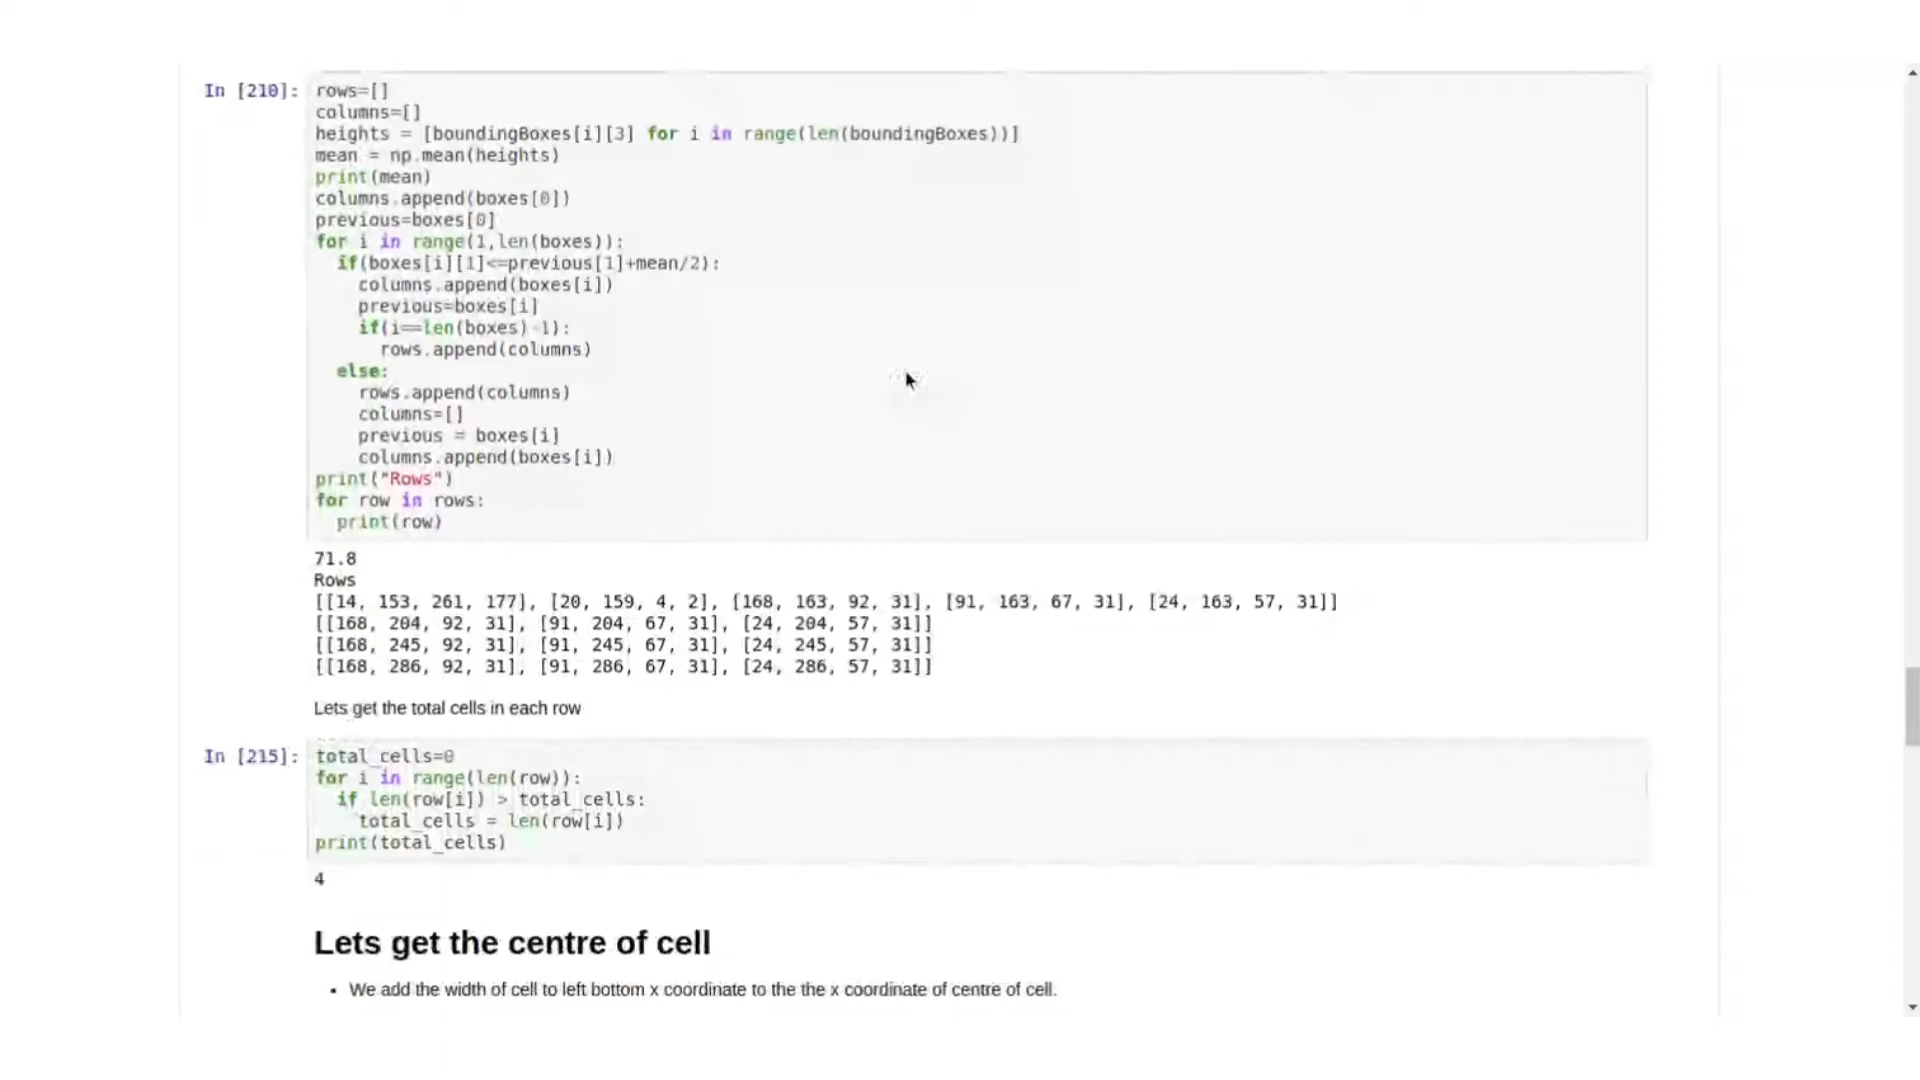 In [210]: rows=[]
columns=[]
heights = [boundingBoxes[i][3] for i in range(len(boundingBoxes))]
mean = np.mean(heights)
print(mean)
columns.append(boxes[0])
previous=boxes[0]
for i in range(1,len(boxes)):
  if(boxes[i][1]<=previous[1]+mean/2):
    columns.append(boxes[i])
    previous=boxes[i]
    if(i==len(boxes)-1):
      rows.append(columns)
  else:
    rows.append(columns)
    columns=[]
    previous = boxes[i]
    columns.append(boxes[i])
print("Rows")
for row in rows:
  print(row)
71.8
Rows
[[14, 153, 261, 177], [20, 159, 4, 2], [168, 163, 92, 31], [91, 163, 67, 31], [24, 163, 57, 31]]
[[168, 204, 92, 31], [91, 204, 67, 31], [24, 204, 57, 31]]
[[168, 245, 92, 31], [91, 245, 67, 31], [24, 245, 57, 31]]
[[168, 286, 92, 31], [91, 286, 67, 31], [24, 286, 57, 31]]
Lets get the total cells in each row
In [215]: total_cells=0
for i in range(len(row)):
  if len(row[i]) > total_cells:
    total_cells = len(row[i])
print(total_cells)
4
Lets get the centre of cell
• We add the width of cell to left bottom x coordinate to the the x coordinate of centre of cell.